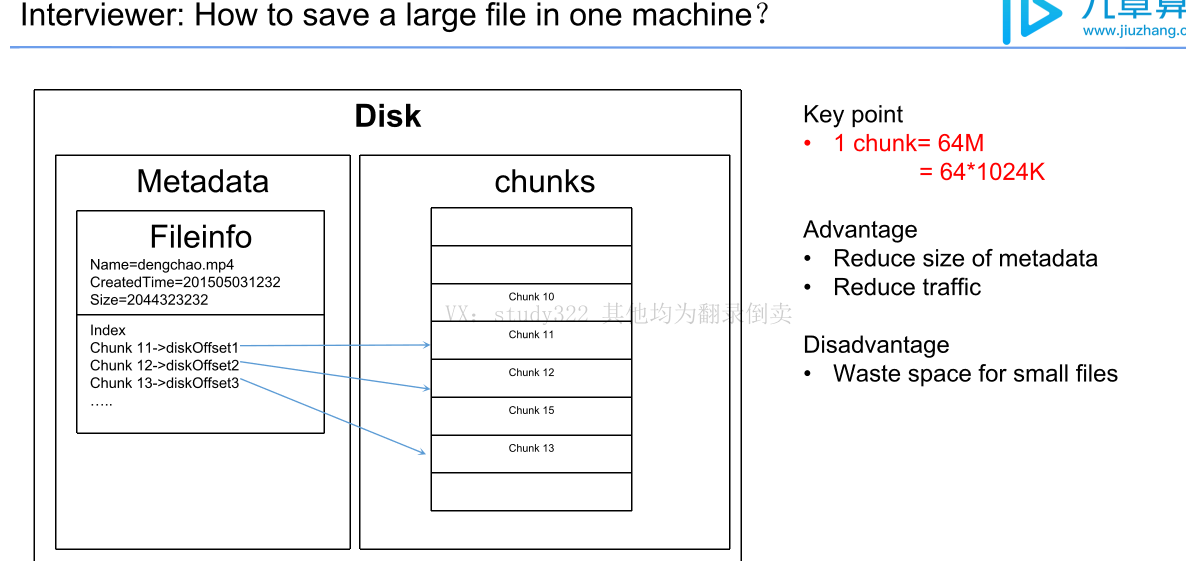 Interviewer: How to save a large file in one machine？
www.jiuzhang.c
Disk
Metadata
Fileinfo
Name=dengchao.mp4
CreatedTime=201505031232
Size=2044323232
Index
Chunk 11->diskOffset1
Chunk 12->diskOffset2
Chunk 13->diskOffset3
…..
chunks
Chunk 10
Chunk 11
Chunk 12
Chunk 15
Chunk 13
VX: study322 其他均为翻录倒卖
Key point
• 1 chunk= 64M
= 64*1024K
Advantage
• Reduce size of metadata
• Reduce traffic
Disadvantage
• Waste space for small files